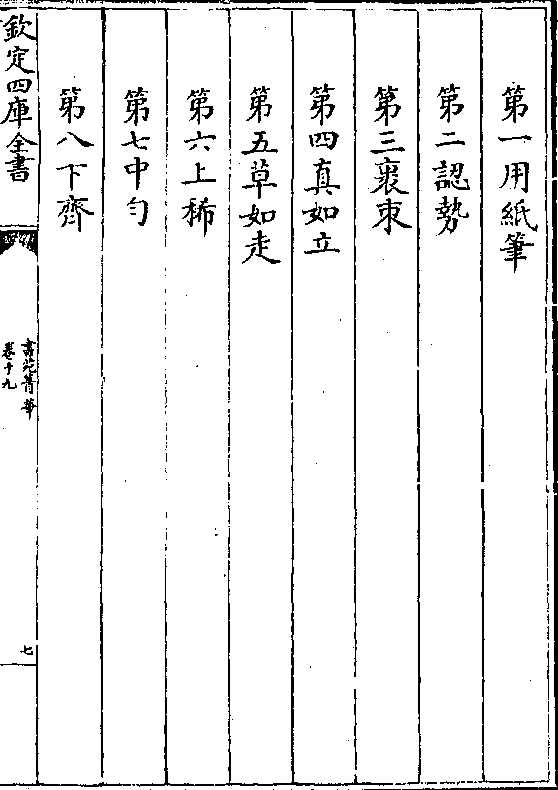 第一用紙筆
第二認勢
第三裹束
第四真如立
第五草如走
第六上稀
第七中勻
第八下齊
欽定四庫全書
書苑菁華
卷十九
七